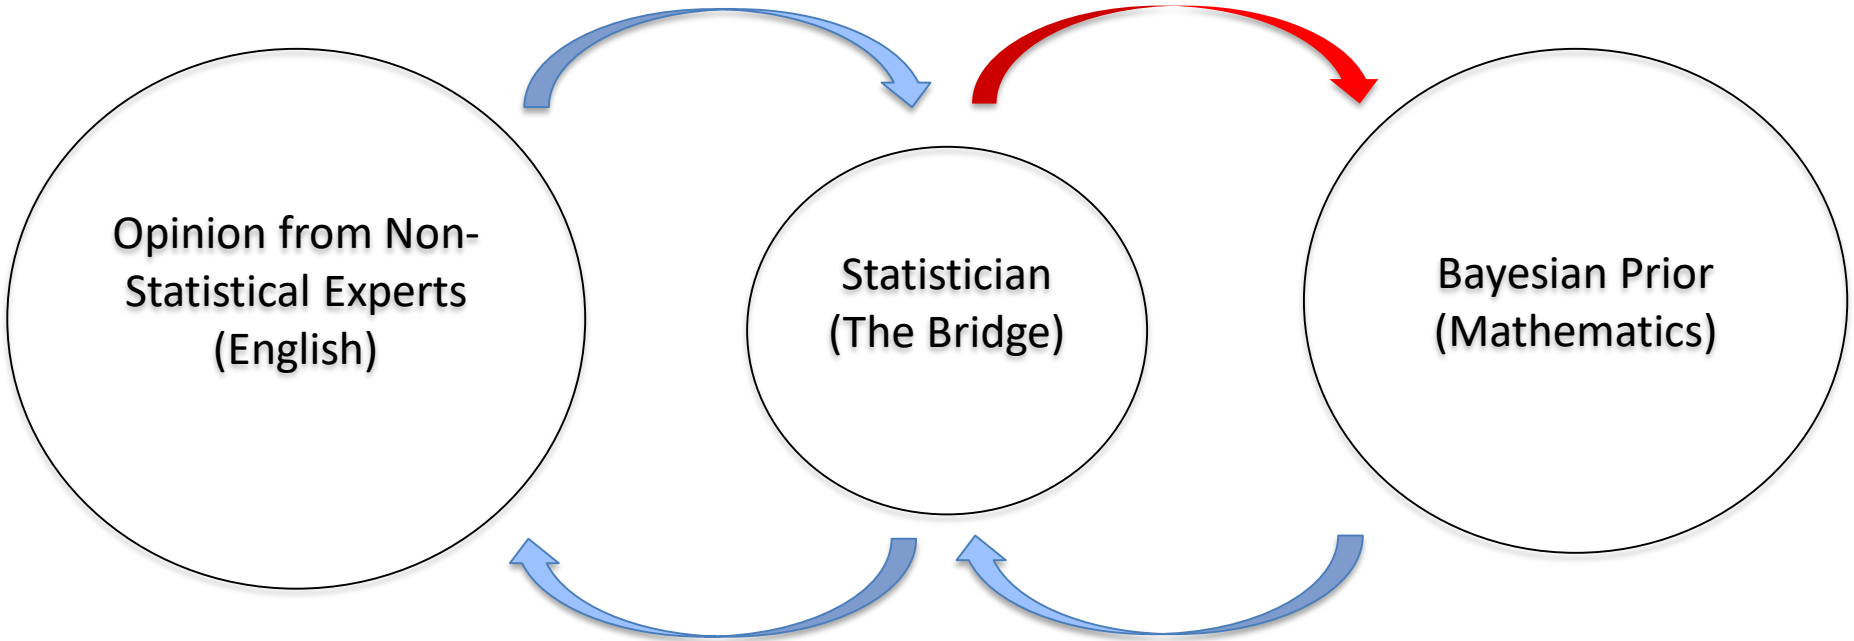 Opinion from Non-
Statistical Experts
(English)
Statistician
(The Bridge)
Bayesian Prior
(Mathematics)